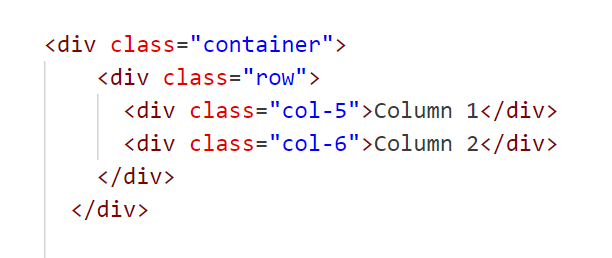 <div class="container">
    <div class="row">
      <div class="col-5">Column 1</div>
      <div class="col-6">Column 2</div>
    </div>
  </div>